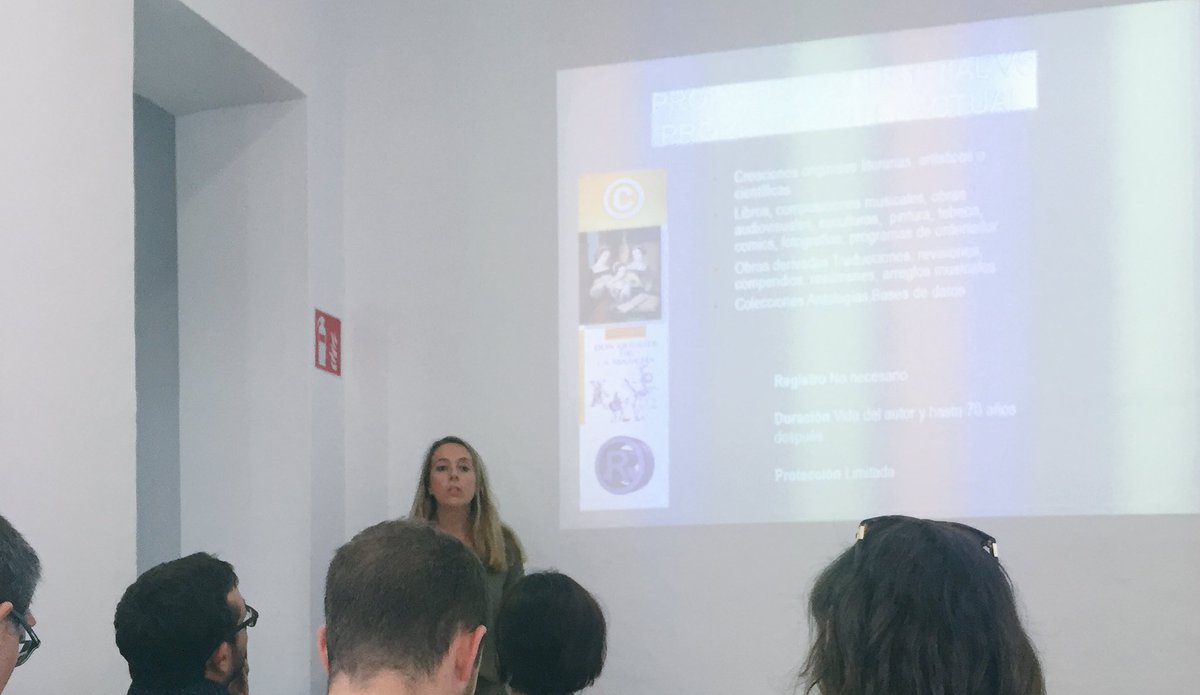 ©
Creaciones originales literarias, artísticas o
científicas
Libros, composiciones musicales, obras
audiovisuales, esculturas, pintura, tebeos,
comics, fotografías, programas de ordenador
Obras derivadas Traducciones, revisiones,
compendios, resúmenes, arreglos musicales
Colecciones Antologías Bases de datos
Registro No necesario
Duración Vida del autor y hasta 70 años
después
Protección Limitada
R